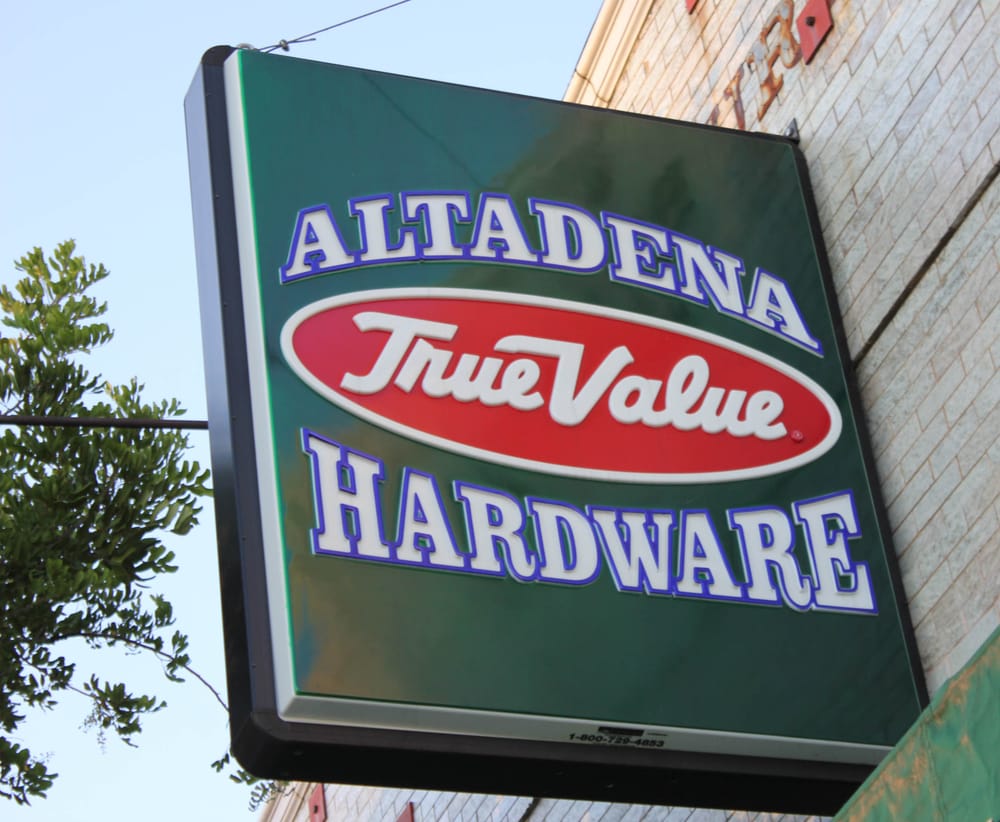 ALTADENA
True Value®
HARDWARE
1-800-729-4853